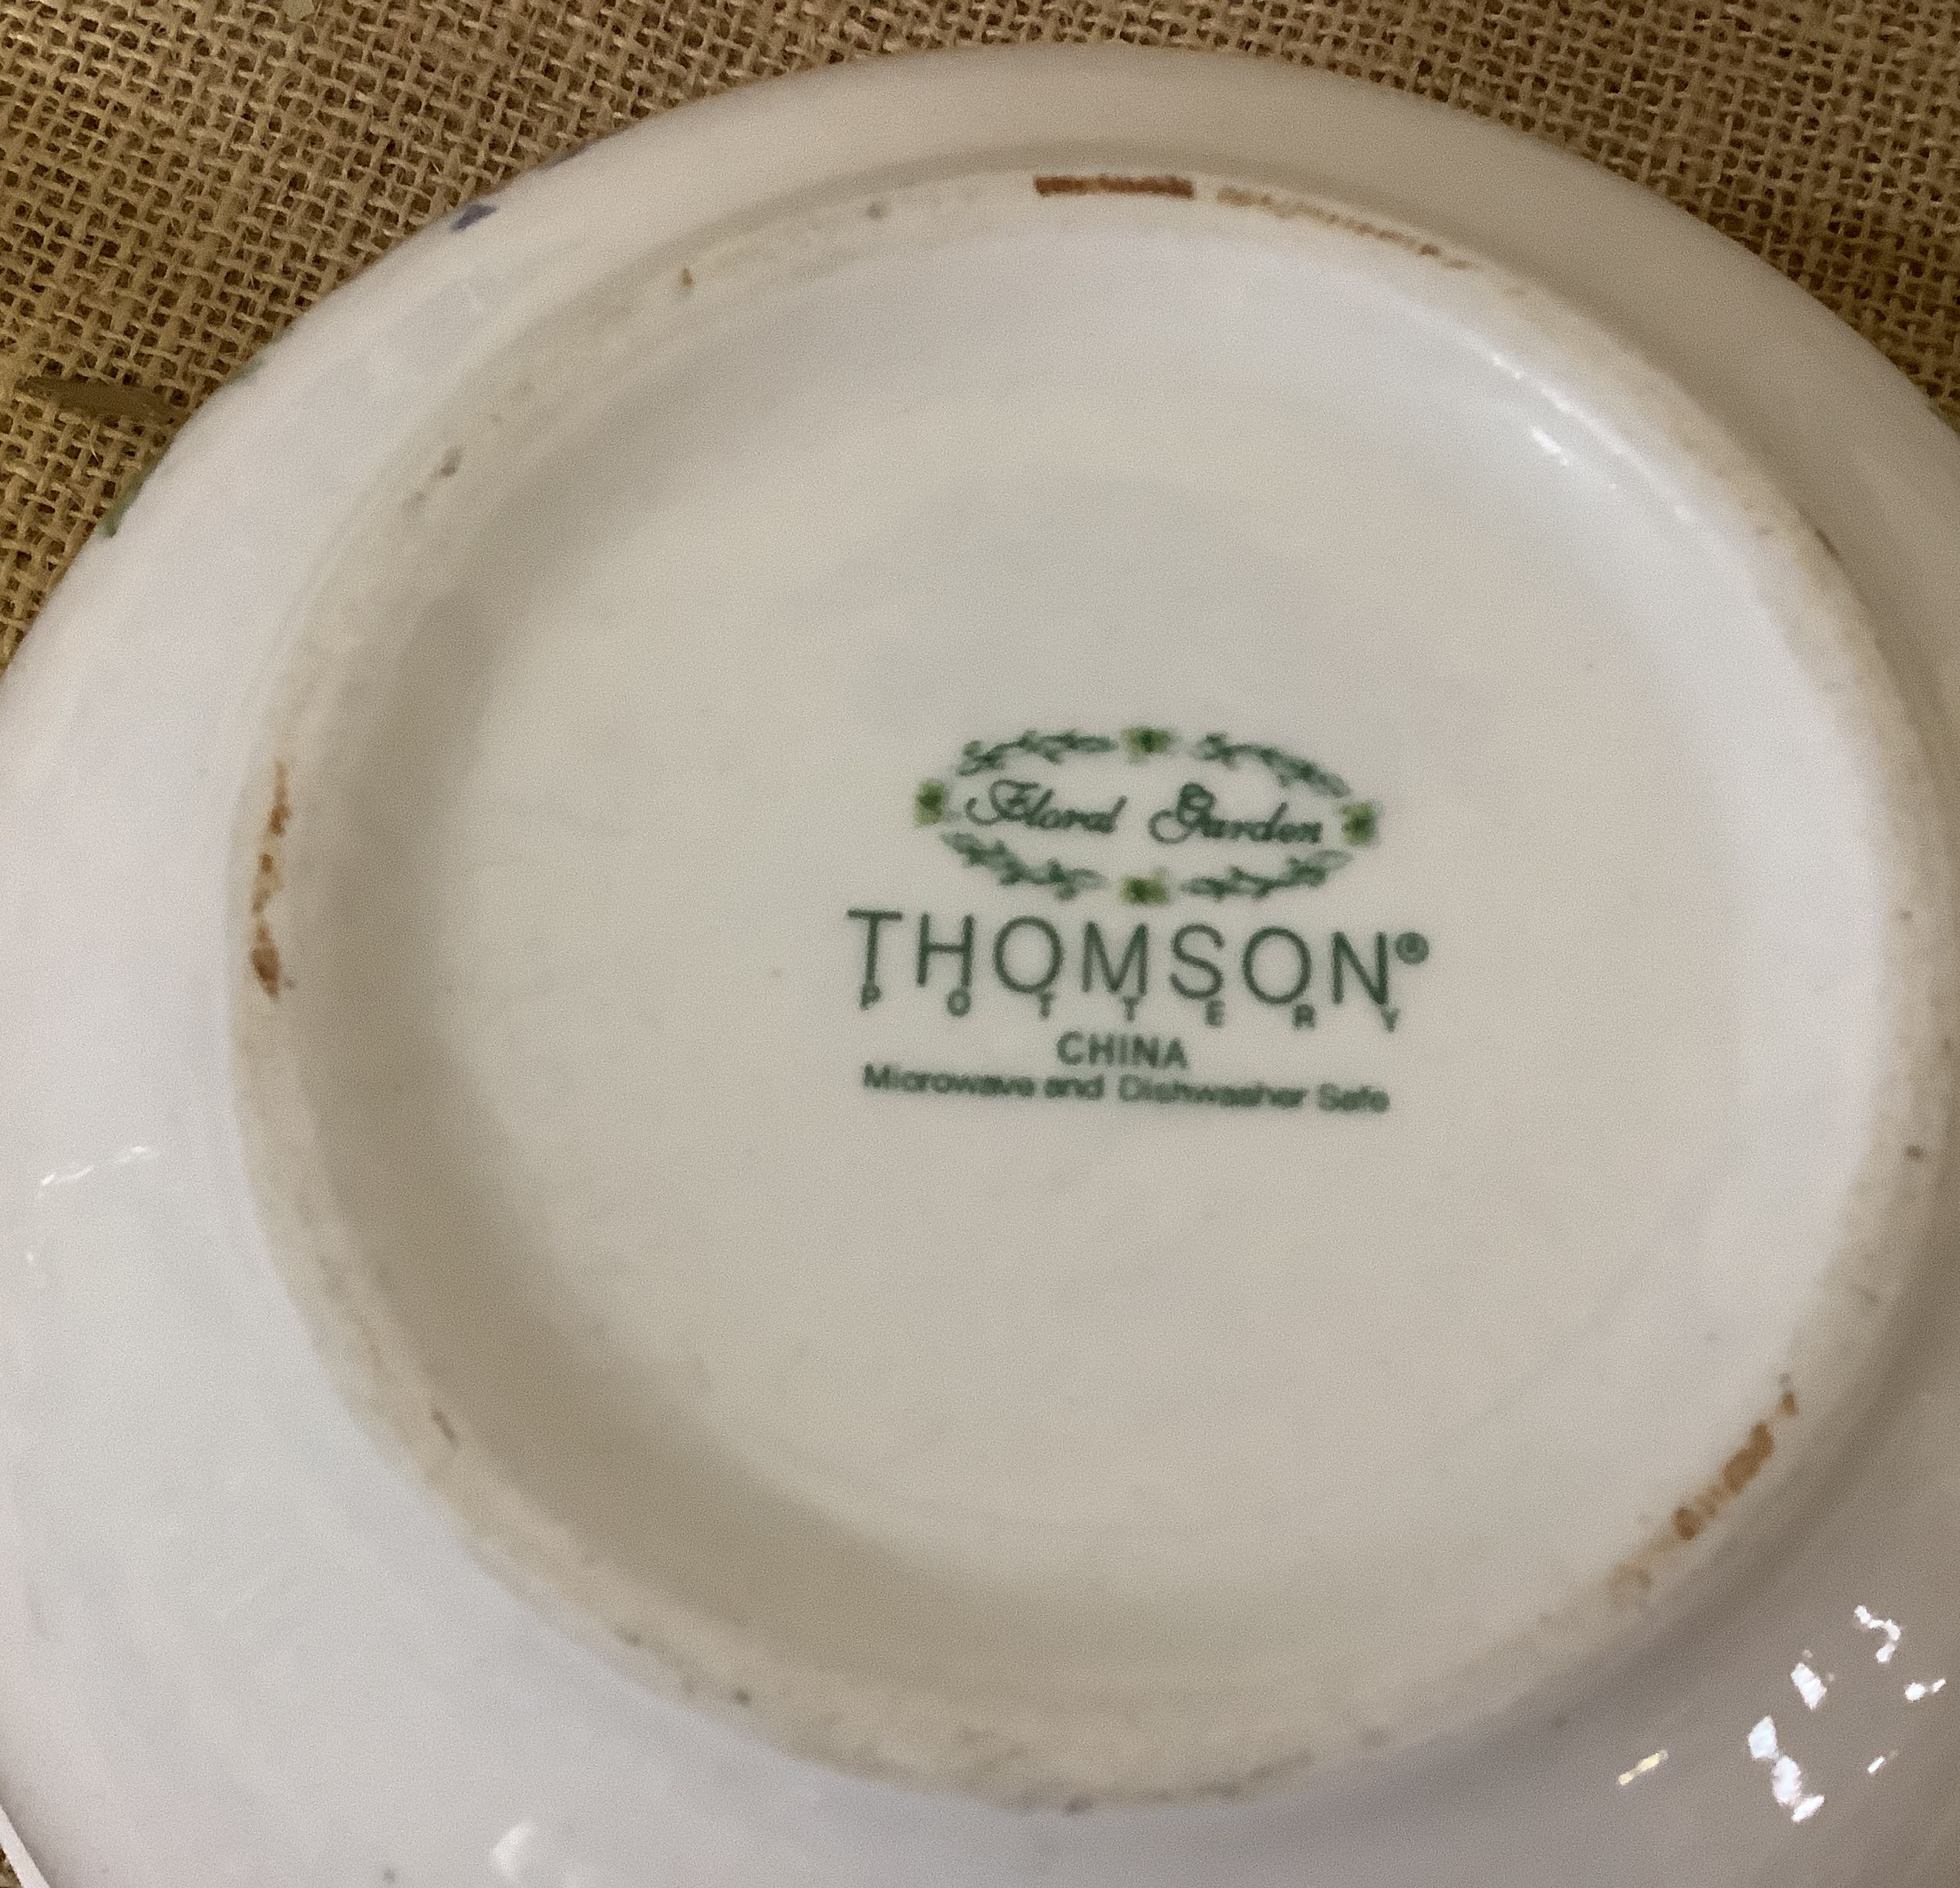 Floral Garden
THOMSON®
POTTERY
CHINA
Microwave and Dishwasher Safe